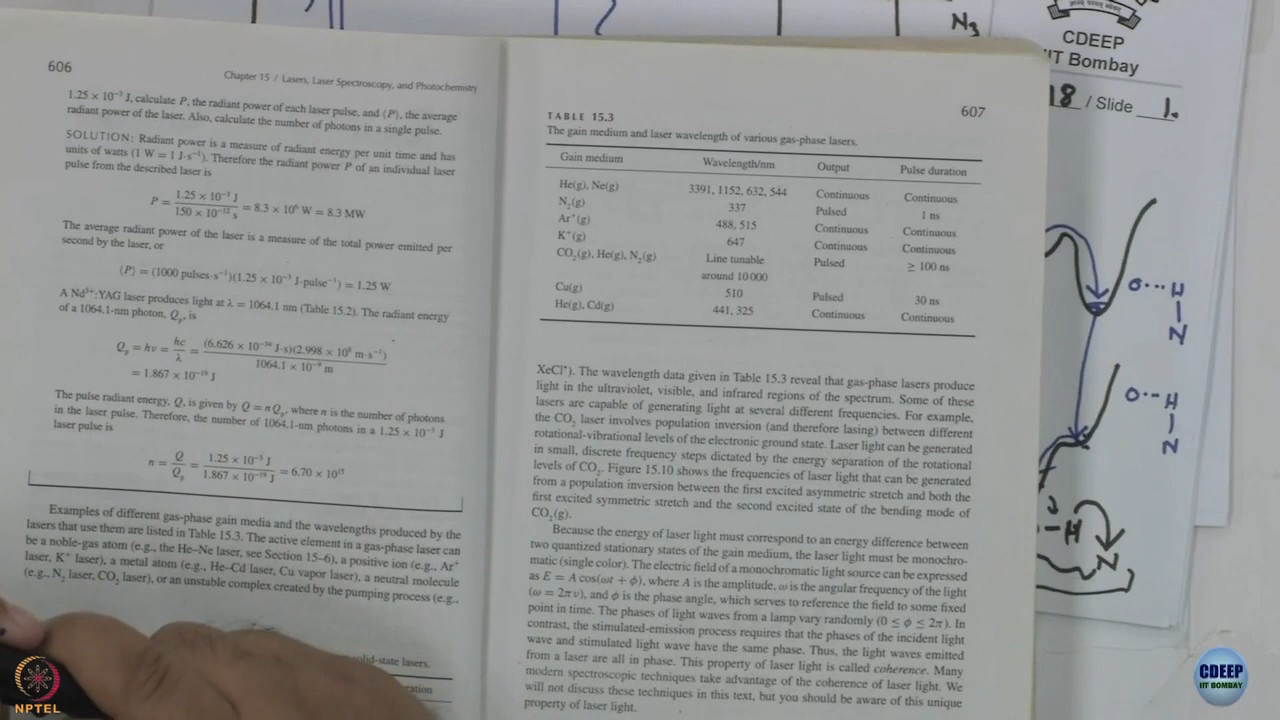 N3
CDEEP
IIT Bombay
18 / Slide 1.
606
Chapter 15 / Lasers, Laser Spectroscopy, and Photochemistry
1.25 × 10⁻³ J, calculate P, the radiant power of each laser pulse, and ⟨P⟩, the average
radiant power of the laser. Also, calculate the number of photons in a single pulse.
SOLUTION: Radiant power is a measure of radiant energy per unit time and has
units of watts (1 W = 1 J·s⁻¹). Therefore the radiant power P of an individual laser
pulse from the described laser is
P = 1.25 × 10⁻³ J / 150 × 10⁻¹² s = 8.3 × 10⁶ W = 8.3 MW
The average radiant power of the laser is a measure of the total power emitted per
second by the laser, or
⟨P⟩ = (1000 pulses·s⁻¹)(1.25 × 10⁻³ J·pulse⁻¹) = 1.25 W
A Nd³⁺:YAG laser produces light at λ = 1064.1 nm (Table 15.2). The radiant energy
of a 1064.1-nm photon, Qp, is
Qp = hν = hc/λ = (6.626 × 10⁻³⁴ J·s)(2.998 × 10⁸ m·s⁻¹) / 1064.1 × 10⁻⁹ m
= 1.867 × 10⁻¹⁹ J
The pulse radiant energy, Q, is given by Q = nQp, where n is the number of photons
in the laser pulse. Therefore, the number of 1064.1-nm photons in a 1.25 × 10⁻³ J
laser pulse is
n = Q/Qp = 1.25 × 10⁻³ J / 1.867 × 10⁻¹⁹ J = 6.70 × 10¹⁵
Examples of different gas-phase gain media and the wavelengths produced by the
lasers that use them are listed in Table 15.3. The active element in a gas-phase laser can
be a noble-gas atom (e.g., the He–Ne laser, see Section 15–6), a positive ion (e.g., Ar⁺
laser, K⁺ laser), a metal atom (e.g., He–Cd laser, Cu vapor laser), a neutral molecule
(e.g., N₂ laser, CO₂ laser), or an unstable complex created by the pumping process (e.g.,
solid-state lasers.
607
TABLE 15.3
The gain medium and laser wavelength of various gas-phase lasers.
Gain medium Wavelength/nm Output Pulse duration
He(g), Ne(g) 3391, 1152, 632, 544 Continuous Continuous
N₂(g) 337 Pulsed 1 ns
Ar⁺(g) 488, 515 Continuous Continuous
K⁺(g) 647 Continuous Continuous
CO₂(g), He(g), N₂(g) Line tunable Pulsed ≥ 100 ns
around 10 000
Cu(g) 510 Pulsed 30 ns
He(g), Cd(g) 441, 325 Continuous Continuous
XeCl*). The wavelength data given in Table 15.3 reveal that gas-phase lasers produce
light in the ultraviolet, visible, and infrared regions of the spectrum. Some of these
lasers are capable of generating light at several different frequencies. For example,
the CO₂ laser involves population inversion (and therefore lasing) between different
rotational-vibrational levels of the electronic ground state. Laser light can be generated
in small, discrete frequency steps dictated by the energy separation of the rotational
levels of CO₂. Figure 15.10 shows the frequencies of laser light that can be generated
from a population inversion between the first excited asymmetric stretch and both the
first excited symmetric stretch and the second excited state of the bending mode of
CO₂(g).
Because the energy of laser light must correspond to an energy difference between
two quantized stationary states of the gain medium, the laser light must be monochro-
matic (single color). The electric field of a monochromatic light source can be expressed
as E = A cos(ωt + ϕ), where A is the amplitude, ω is the angular frequency of the light
(ω = 2πν), and ϕ is the phase angle, which serves to reference the field to some fixed
point in time. The phases of light waves from a lamp vary randomly (0 ≤ ϕ ≤ 2π). In
contrast, the stimulated-emission process requires that the phases of the incident light
wave and stimulated light wave have the same phase. Thus, the light waves emitted
from a laser are all in phase. This property of laser light is called coherence. Many
modern spectroscopic techniques take advantage of the coherence of laser light. We
will not discuss these techniques in this text, but you should be aware of this unique
property of laser light.
O···H
N
O···H
N
H
N
NPTEL
CDEEP
IIT BOMBAY